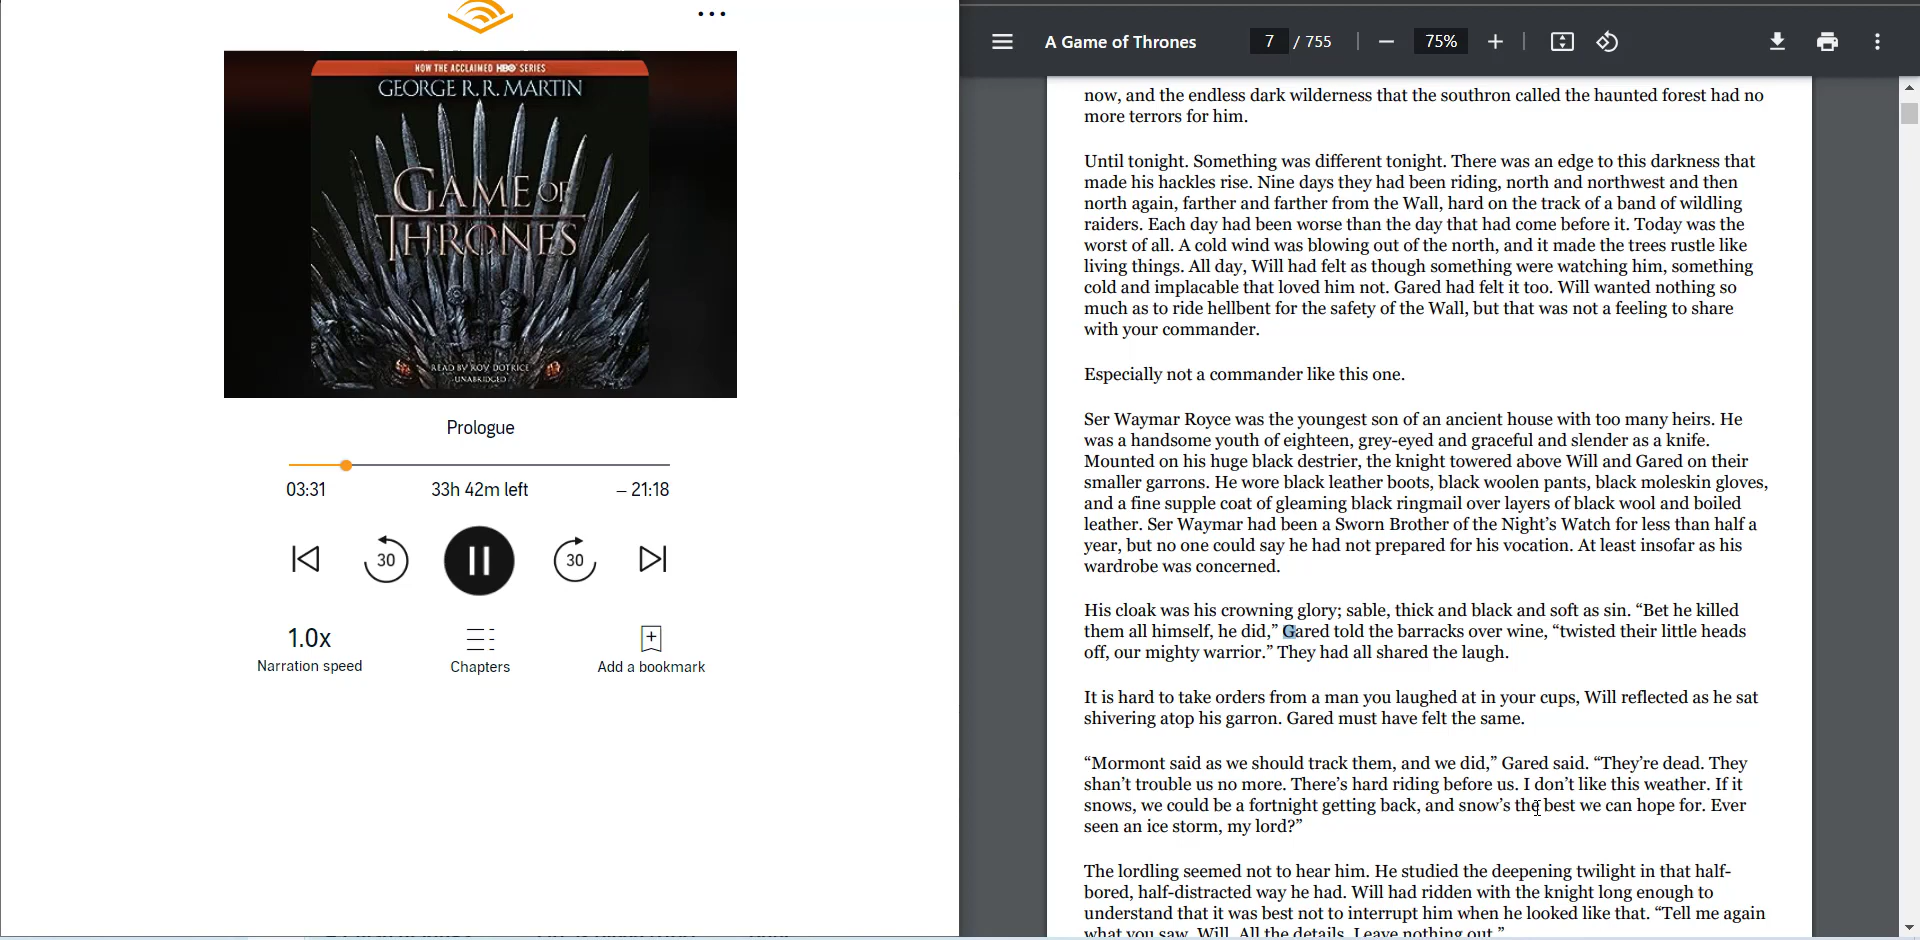 NOW THE ACCLAIMED HBO SERIES
GEORGE R. R. MARTIN
GAME OF
THRONES
READ BY ROY DOTRICE
UNABRIDGED
Prologue
03:31
33h 42m left
– 21:18
30
30
1.0x
Narration speed
Chapters
Add a bookmark
A Game of Thrones
7 / 755
75%
now, and the endless dark wilderness that the southron called the haunted forest had no
more terrors for him.
Until tonight. Something was different tonight. There was an edge to this darkness that
made his hackles rise. Nine days they had been riding, north and northwest and then
north again, farther and farther from the Wall, hard on the track of a band of wildling
raiders. Each day had been worse than the day that had come before it. Today was the
worst of all. A cold wind was blowing out of the north, and it made the trees rustle like
living things. All day, Will had felt as though something were watching him, something
cold and implacable that loved him not. Gared had felt it too. Will wanted nothing so
much as to ride hellbent for the safety of the Wall, but that was not a feeling to share
with your commander.
Especially not a commander like this one.
Ser Waymar Royce was the youngest son of an ancient house with too many heirs. He
was a handsome youth of eighteen, grey-eyed and graceful and slender as a knife.
Mounted on his huge black destrier, the knight towered above Will and Gared on their
smaller garrons. He wore black leather boots, black woolen pants, black moleskin gloves,
and a fine supple coat of gleaming black ringmail over layers of black wool and boiled
leather. Ser Waymar had been a Sworn Brother of the Night’s Watch for less than half a
year, but no one could say he had not prepared for his vocation. At least insofar as his
wardrobe was concerned.
His cloak was his crowning glory; sable, thick and black and soft as sin. “Bet he killed
them all himself, he did,” Gared told the barracks over wine, “twisted their little heads
off, our mighty warrior.” They had all shared the laugh.
It is hard to take orders from a man you laughed at in your cups, Will reflected as he sat
shivering atop his garron. Gared must have felt the same.
“Mormont said as we should track them, and we did,” Gared said. “They’re dead. They
shan’t trouble us no more. There’s hard riding before us. I don’t like this weather. If it
snows, we could be a fortnight getting back, and snow’s the best we can hope for. Ever
seen an ice storm, my lord?”
The lordling seemed not to hear him. He studied the deepening twilight in that half-
bored, half-distracted way he had. Will had ridden with the knight long enough to
understand that it was best not to interrupt him when he looked like that. “Tell me again
what you saw, Will. All the details. Leave nothing out.”